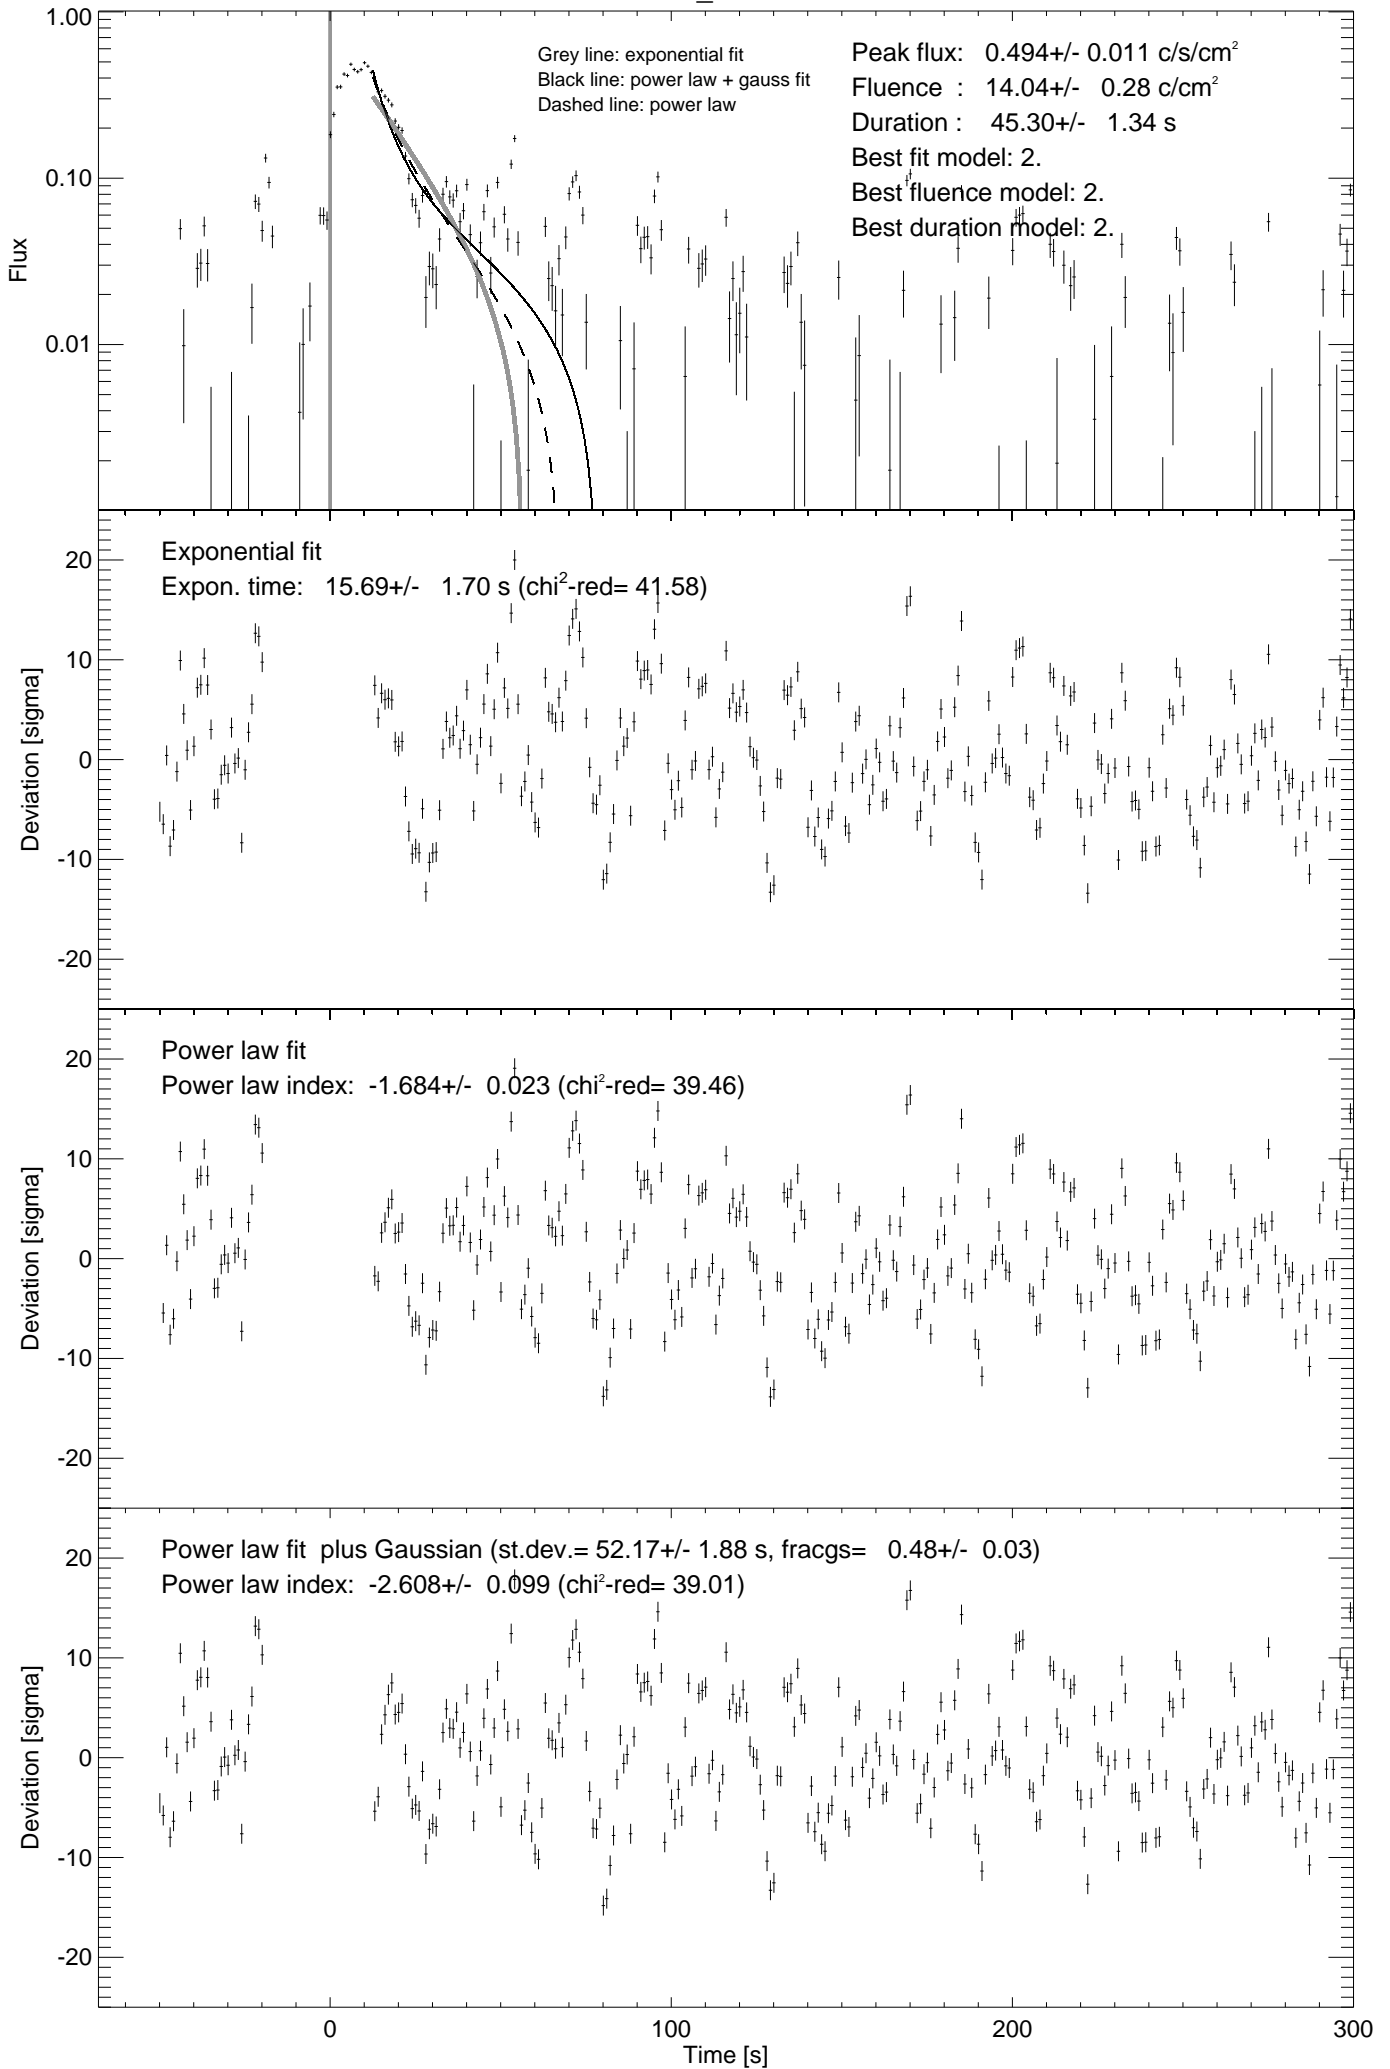 1.00
0.10
0.01
Flux
Grey line: exponential fit
Black line: power law + gauss fit
Dashed line: power law
Peak flux: 0.494+/- 0.011 c/s/cm²
Fluence : 14.04+/- 0.28 c/cm²
Duration : 45.30+/- 1.34 s
Best fit model: 2.
Best fluence model: 2.
Best duration model: 2.
Exponential fit
Expon. time: 15.69+/- 1.70 s (chi²-red= 41.58)
20
10
0
-10
-20
Deviation [sigma]
Power law fit
Power law index: -1.684+/- 0.023 (chi²-red= 39.46)
20
10
0
-10
-20
Deviation [sigma]
Power law fit plus Gaussian (st.dev.= 52.17+/- 1.88 s, fracgs= 0.48+/- 0.03)
Power law index: -2.608+/- 0.099 (chi²-red= 39.01)
20
10
0
-10
-20
Deviation [sigma]
0 100 200 300
Time [s]